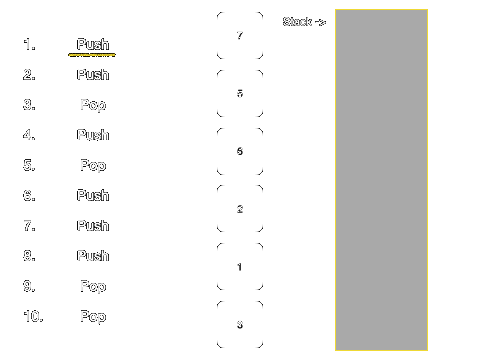 1. Push
2. Push
3. Pop
4. Push
5. Pop
6. Push
7. Push
8. Push
9. Pop
10. Pop
7
5
6
2
1
3
Stack ->